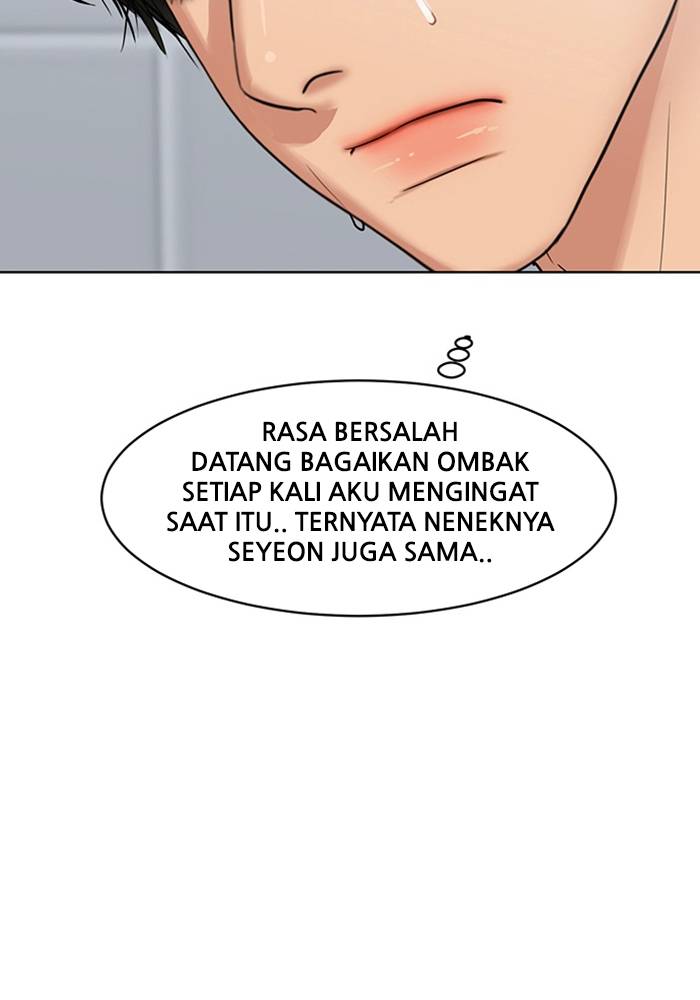 RASA BERSALAH
DATANG BAGAIKAN OMBAK
SETIAP KALI AKU MENGINGAT
SAAT ITU.. TERNYATA NENEKNYA
SEYEON JUGA SAMA..